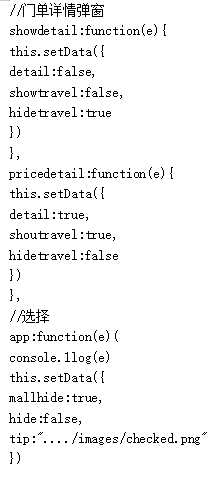 //门单详情弹窗
showdetail:function(e){
this.setData({
detail:false,
showtravel:false,
hidetravel:true
})
},
pricedetail:function(e){
this.setData({
detail:true,
shoutravel:true,
hidetravel:false
})
},
//选择
app:function(e)(
console.llog(e)
this.setData({
mallhide:true,
hide:false,
tip:"..../images/checked.png"
})